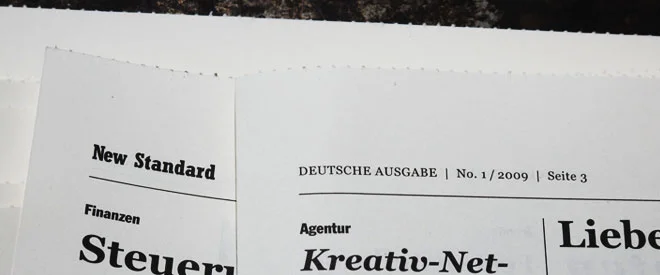 New Standard
Finanzen
DEUTSCHE AUSGABE | No. 1 / 2009 | Seite 3
Agentur
Kreativ-Net-